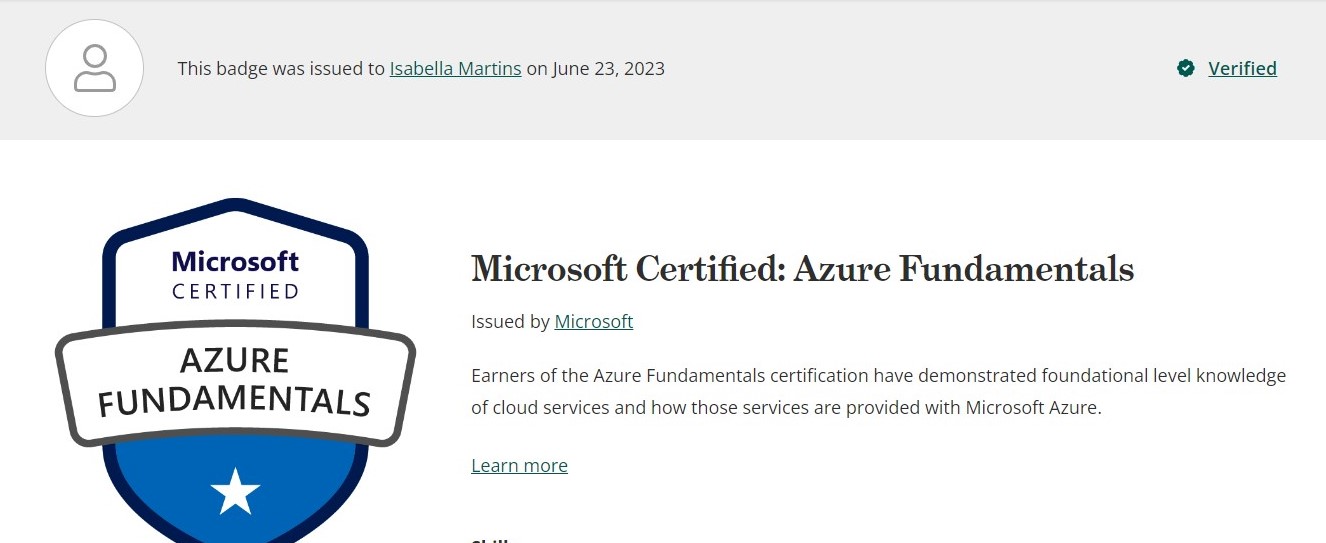 This badge was issued to Isabella Martins on June 23, 2023
Verified
Microsoft
CERTIFIED
AZURE
FUNDAMENTALS
Microsoft Certified: Azure Fundamentals
Issued by Microsoft
Earners of the Azure Fundamentals certification have demonstrated foundational level knowledge
of cloud services and how those services are provided with Microsoft Azure.
Learn more